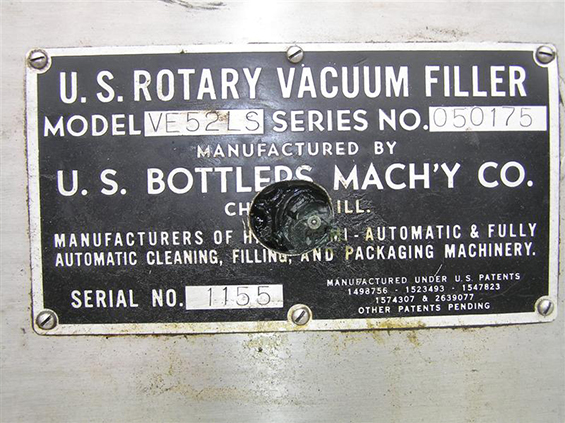 U.S. ROTARY VACUUM FILLER
MODEL VE52LS SERIES NO. 050175
MANUFACTURED BY
U. S. BOTTLERS MACH'Y CO.
ILL.
MANUFACTURERS OF - AUTOMATIC & FULLY
AUTOMATIC CLEANING, FILLING, AND PACKAGING MACHINERY.
SERIAL NO. 1155
MANUFACTURED UNDER U.S. PATENTS
1498756 - 1523493 - 1547823
1574307 & 2639077
OTHER PATENTS PENDING